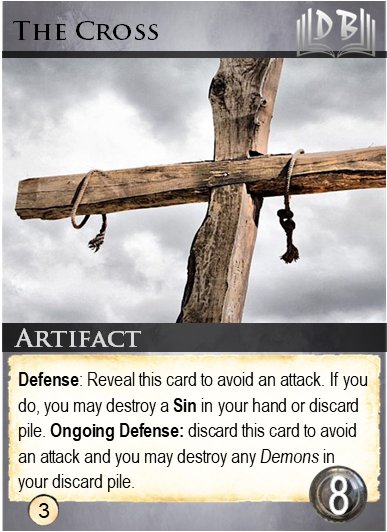 The Cross
DB
Artifact
Defense: Reveal this card to avoid an attack. If you
do, you may destroy a Sin in your hand or discard
pile. Ongoing Defense: discard this card to avoid
an attack and you may destroy any Demons in
your discard pile.
3
8